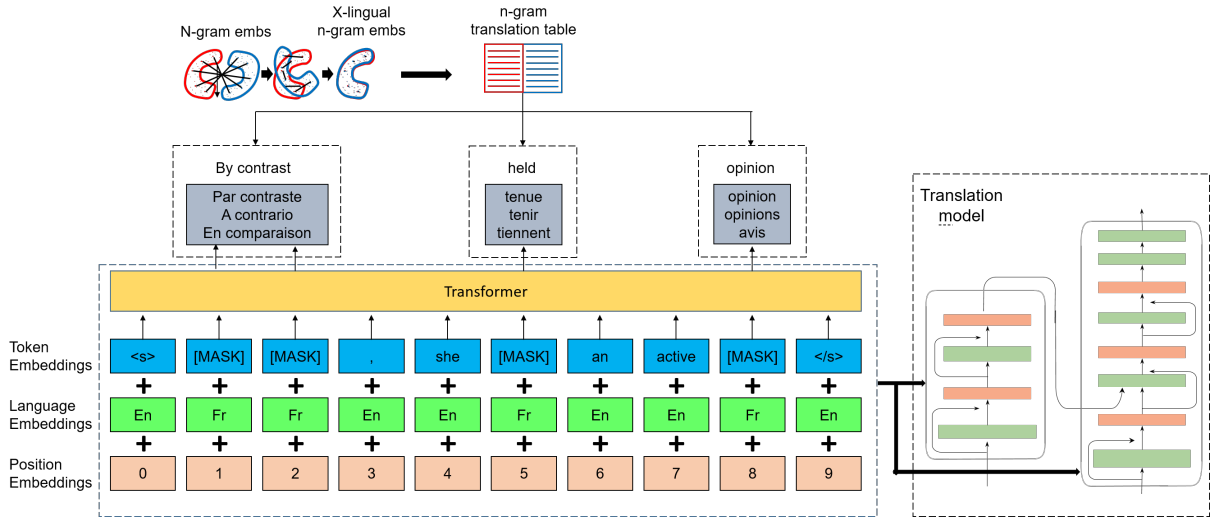 N-gram embs
X-lingual
n-gram embs
n-gram
translation table
By contrast
Par contraste
A contrario
En comparaison
held
tenue
tenir
tiennent
opinion
opinion
opinions
avis
Translation
model
Transformer
Token
Embeddings
<s> [MASK] [MASK] , she [MASK] an active [MASK] </s>
+ + + + + + + + + +
Language
Embeddings
En Fr Fr En En Fr En En Fr En
+ + + + + + + + + +
Position
Embeddings
0 1 2 3 4 5 6 7 8 9